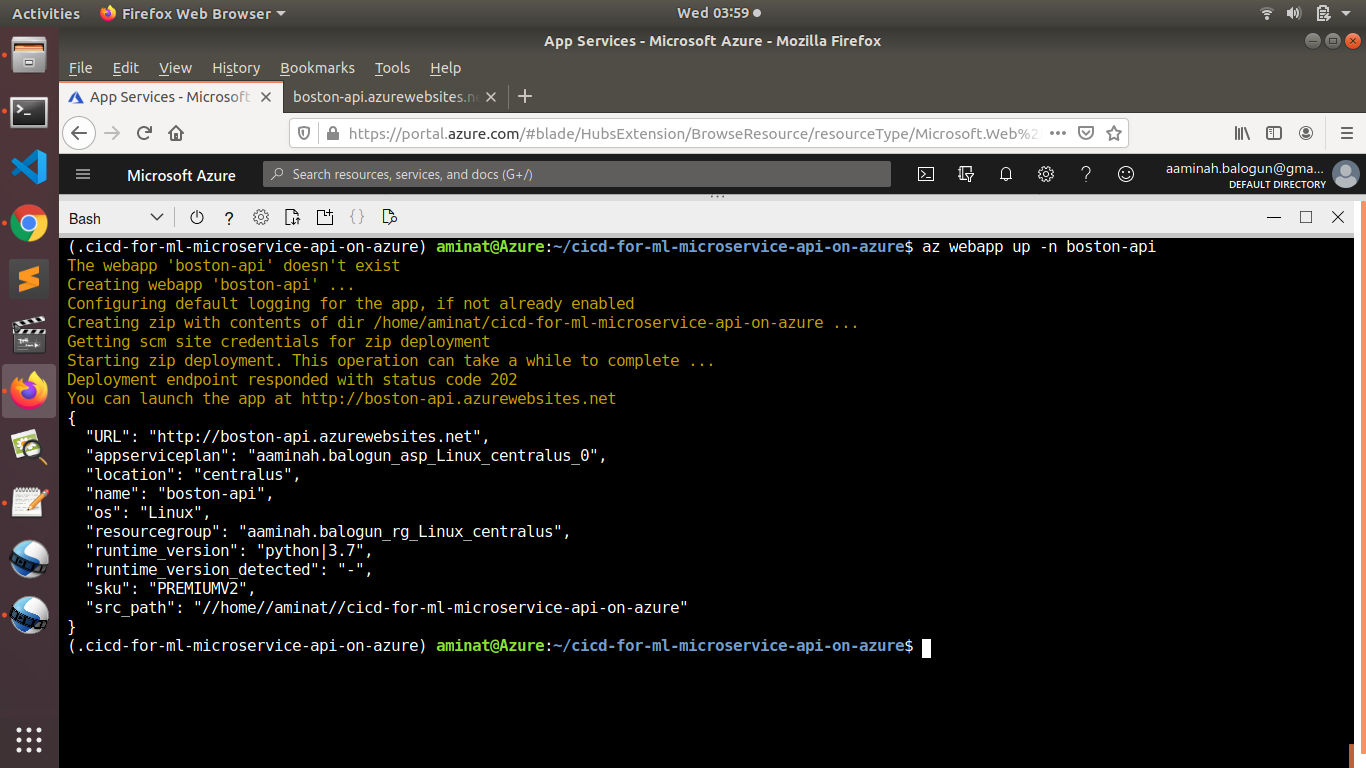 Activities Firefox Web Browser Wed 03:59
App Services - Microsoft Azure - Mozilla Firefox
File Edit View History Bookmarks Tools Help
App Services - Microsoft boston-api.azurewebsites.n
https://portal.azure.com/#blade/HubsExtension/BrowseResource/resourceType/Microsoft.Web%2
Microsoft Azure Search resources, services, and docs (G+/) aaminah.balogun@gma...
DEFAULT DIRECTORY
Bash
(.cicd-for-ml-microservice-api-on-azure) aminat@Azure:~/cicd-for-ml-microservice-api-on-azure$ az webapp up -n boston-api
The webapp 'boston-api' doesn't exist
Creating webapp 'boston-api' ...
Configuring default logging for the app, if not already enabled
Creating zip with contents of dir /home/aminat/cicd-for-ml-microservice-api-on-azure ...
Getting scm site credentials for zip deployment
Starting zip deployment. This operation can take a while to complete ...
Deployment endpoint responded with status code 202
You can launch the app at http://boston-api.azurewebsites.net
{
"URL": "http://boston-api.azurewebsites.net",
"appserviceplan": "aaminah.balogun_asp_Linux_centralus_0",
"location": "centralus",
"name": "boston-api",
"os": "Linux",
"resourcegroup": "aaminah.balogun_rg_Linux_centralus",
"runtime_version": "python|3.7",
"runtime_version_detected": "-",
"sku": "PREMIUMV2",
"src_path": "//home//aminat//cicd-for-ml-microservice-api-on-azure"
}
(.cicd-for-ml-microservice-api-on-azure) aminat@Azure:~/cicd-for-ml-microservice-api-on-azure$